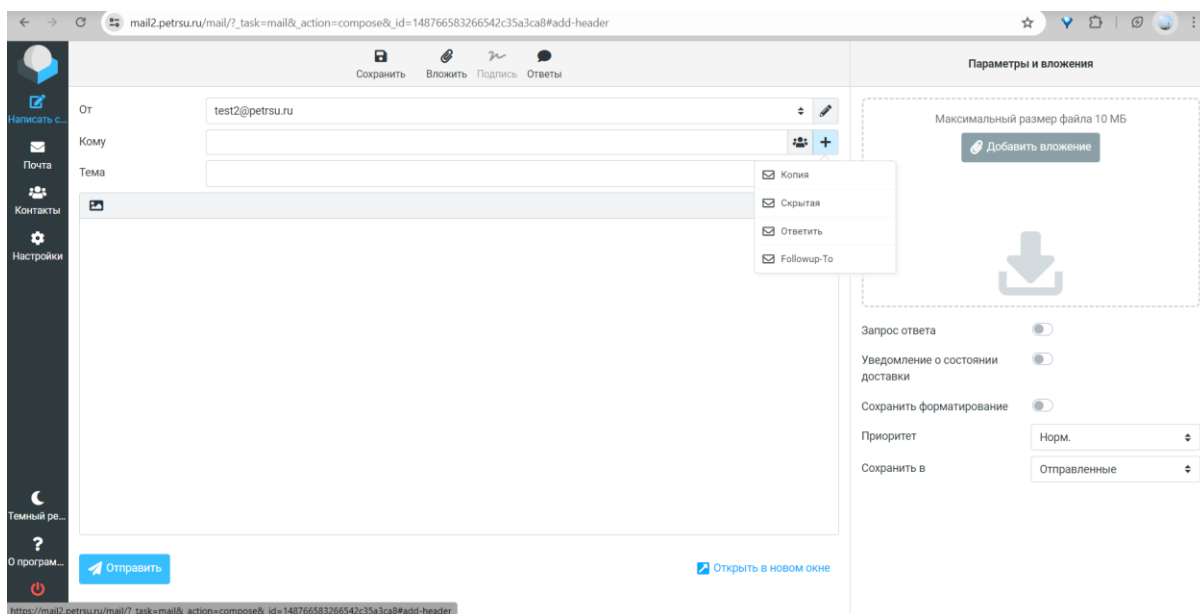 mail2.petrsu.ru/mail/?_task=mail&_action=compose&_id=148766583266542c35a3ca8#add-header
Сохранить Вложить Подпись Ответы
Параметры и вложения
Написать с...
Почта
Контакты
Настройки
От test2@petrsu.ru
Кому
Тема
Копия
Скрытая
Ответить
Followup-To
Максимальный размер файла 10 МБ
Добавить вложение
Запрос ответа
Уведомление о состоянии
доставки
Сохранить форматирование
Приоритет Норм.
Сохранить в Отправленные
Темный ре...
О програм...
Отправить
Открыть в новом окне
https://mail2.petrsu.ru/mail/?_task=mail&_action=compose&_id=148766583266542c35a3ca8#add-header